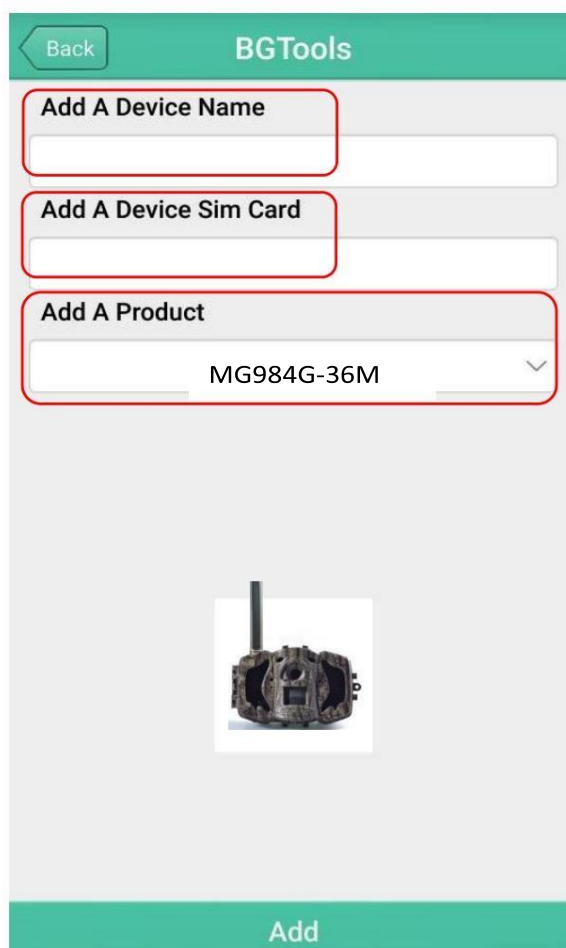 Back
BGTools
Add A Device Name
Add A Device Sim Card
Add A Product
MG984G-36M
Add